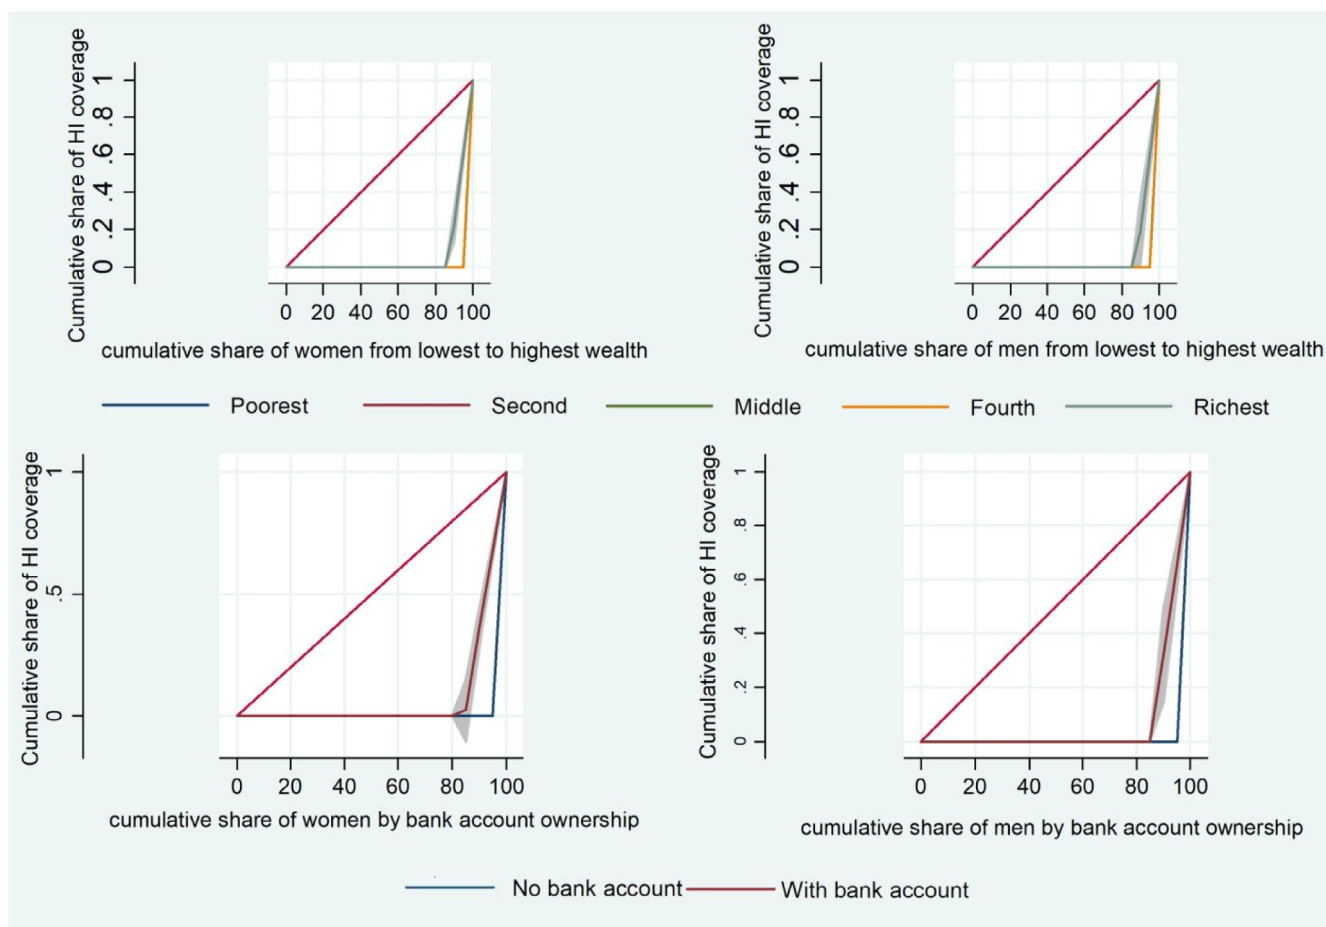 Cumulative share of HI coverage
1
.8
.6
.4
.2
0
0 20 40 60 80 100
cumulative share of women from lowest to highest wealth
Cumulative share of HI coverage
1
.8
.6
.4
.2
0
0 20 40 60 80 100
cumulative share of men from lowest to highest wealth
Poorest Second Middle Fourth Richest
Cumulative share of HI coverage
1
.5
0
0 20 40 60 80 100
cumulative share of women by bank account ownership
Cumulative share of HI coverage
1
.8
.6
.4
.2
0
0 20 40 60 80 100
cumulative share of men by bank account ownership
No bank account With bank account